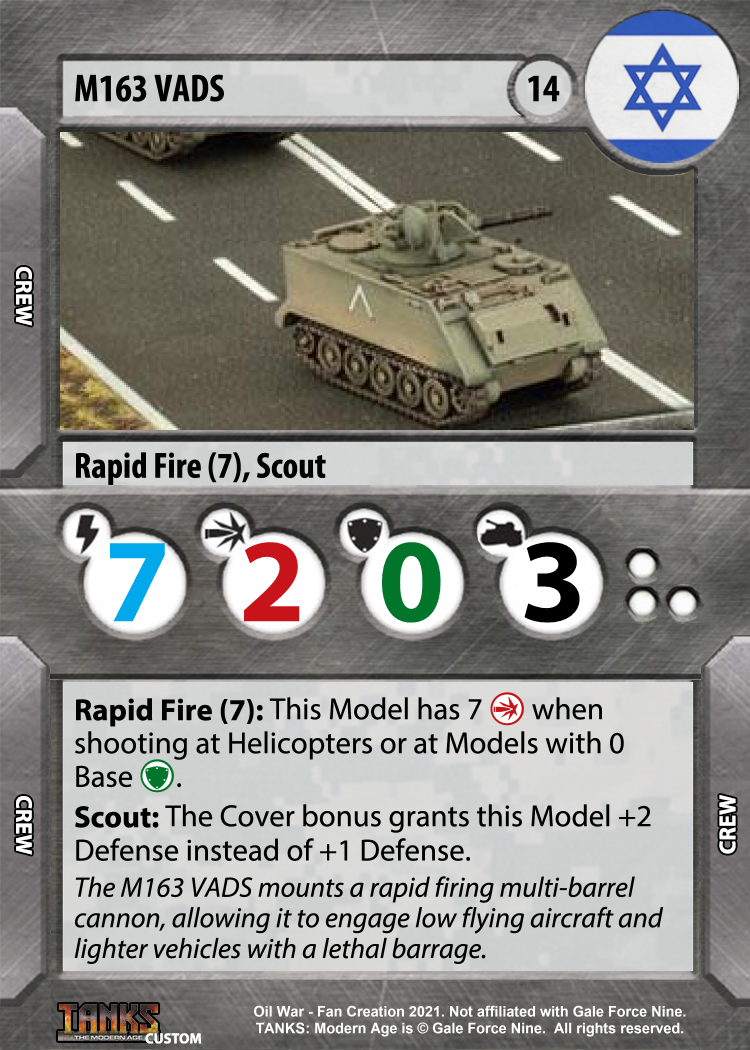 M163 VADS
14
CREW
Rapid Fire (7), Scout
7
2
0
3
Rapid Fire (7): This Model has 7 when
shooting at Helicopters or at Models with 0
Base .
Scout: The Cover bonus grants this Model +2
Defense instead of +1 Defense.
The M163 VADS mounts a rapid firing multi-barrel
cannon, allowing it to engage low flying aircraft and
lighter vehicles with a lethal barrage.
CREW
CREW
TANKS
THE MODERN AGE
CUSTOM
Oil War - Fan Creation 2021. Not affiliated with Gale Force Nine.
TANKS: Modern Age is © Gale Force Nine. All rights reserved.